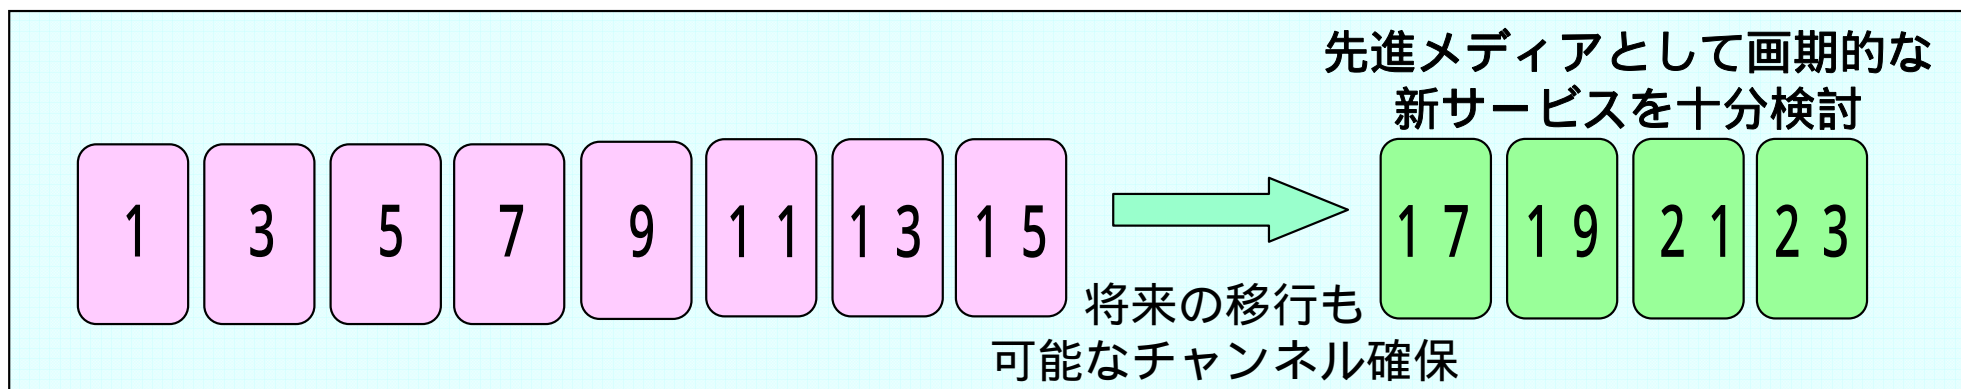 先進メディアとして画期的な
新サービスを十分検討
1 3 5 7 9 11 13 15 17 19 21 23
将来の移行も
可能なチャンネル確保